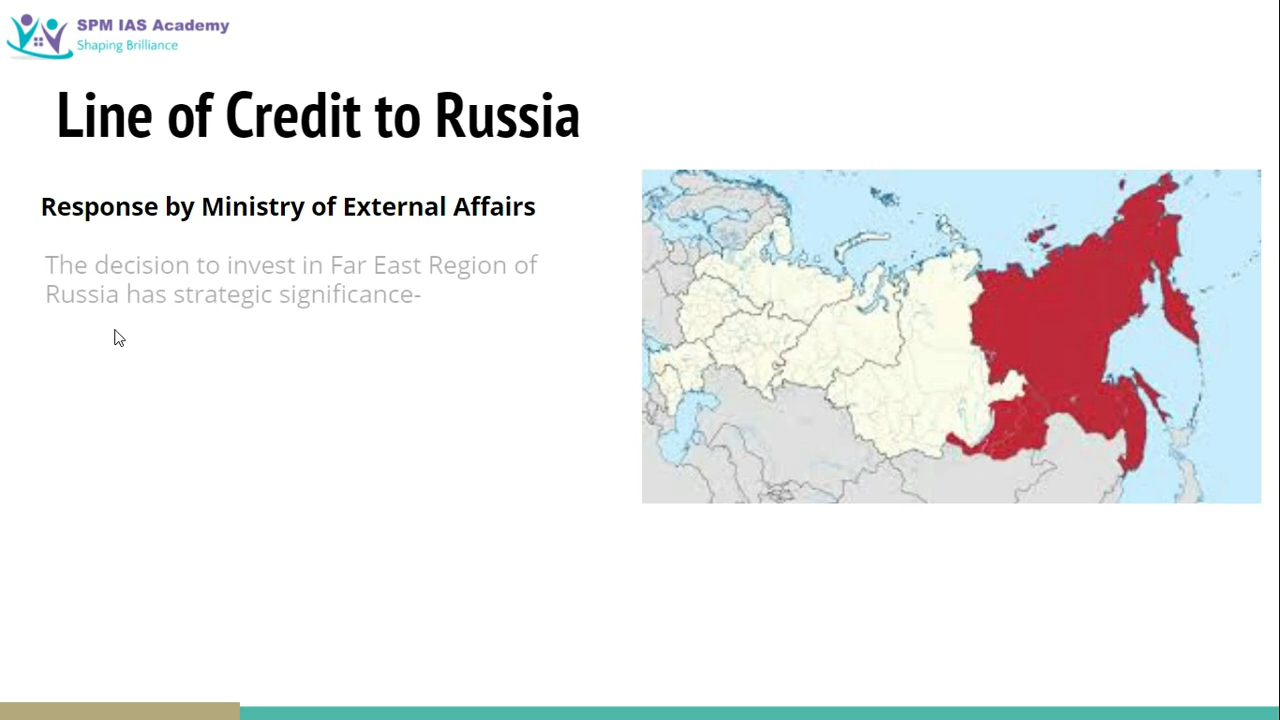 SPM IAS Academy
Shaping Brilliance
Line of Credit to Russia
Response by Ministry of External Affairs
The decision to invest in Far East Region of
Russia has strategic significance-